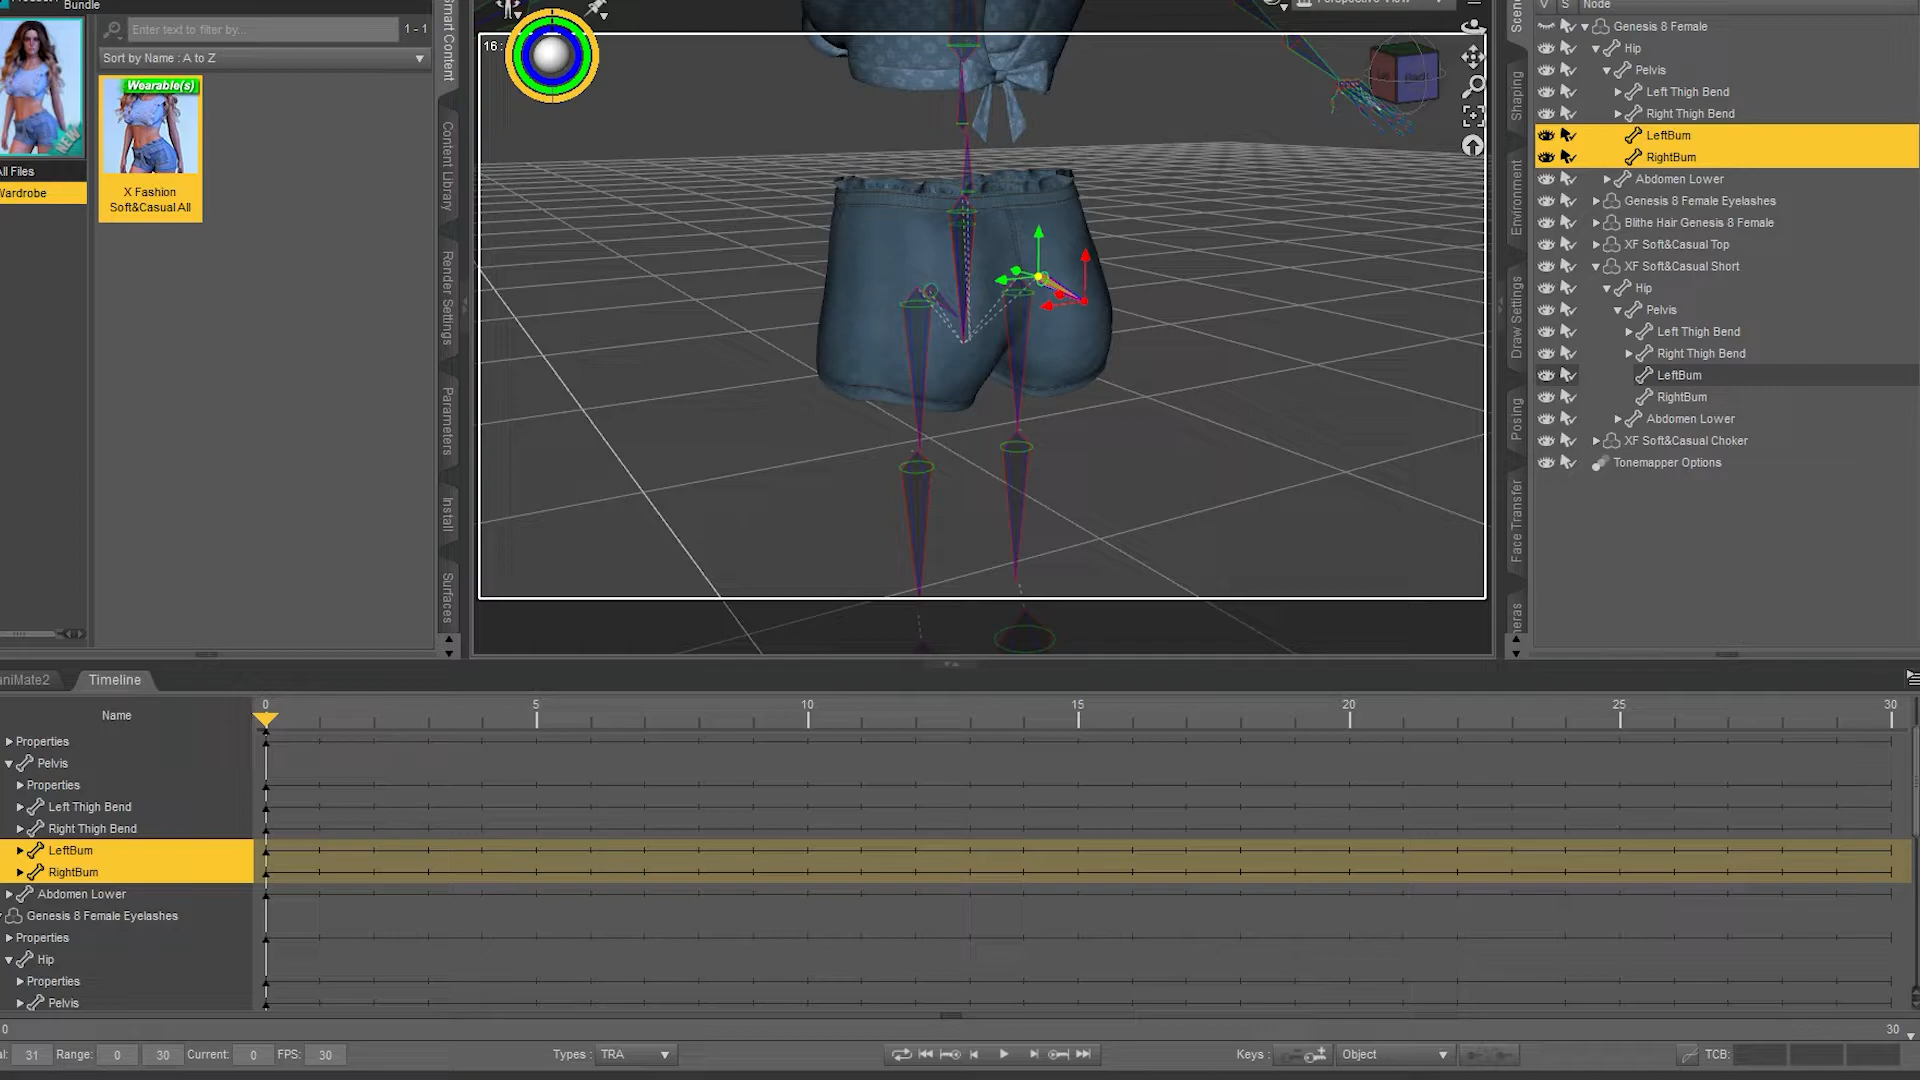 Bundle
Enter text to filter by...
1 - 1
Sort by Name : A to Z
Wearable(s)
NEW
X Fashion
Soft&Casual.All
All Files
Wardrobe
Smart Content
Content Library
Render Settings
Parameters
Install
Surfaces
16:
Perspective View
Scene
Shaping
Environment
Draw Settings
Posing
Face Transfer
V
S
Node
Genesis 8 Female
Hip
Pelvis
Left Thigh Bend
Right Thigh Bend
LeftBum
RightBum
Abdomen Lower
Genesis 8 Female Eyelashes
Blithe Hair Genesis 8 Female
XF Soft&Casual Top
XF Soft&Casual Short
Hip
Pelvis
Left Thigh Bend
Right Thigh Bend
LeftBum
RightBum
Abdomen Lower
XF Soft&Casual Choker
Tonemapper Options
aniMate2
Timeline
Name
0 5 10 15 20 25 30
Properties
Pelvis
Properties
Left Thigh Bend
Right Thigh Bend
LeftBum
RightBum
Abdomen Lower
Genesis 8 Female Eyelashes
Properties
Hip
Properties
Pelvis
0
30
al: 31 Range: 0 30 Current: 0 FPS: 30 Types : TRA Keys : Object TCB: